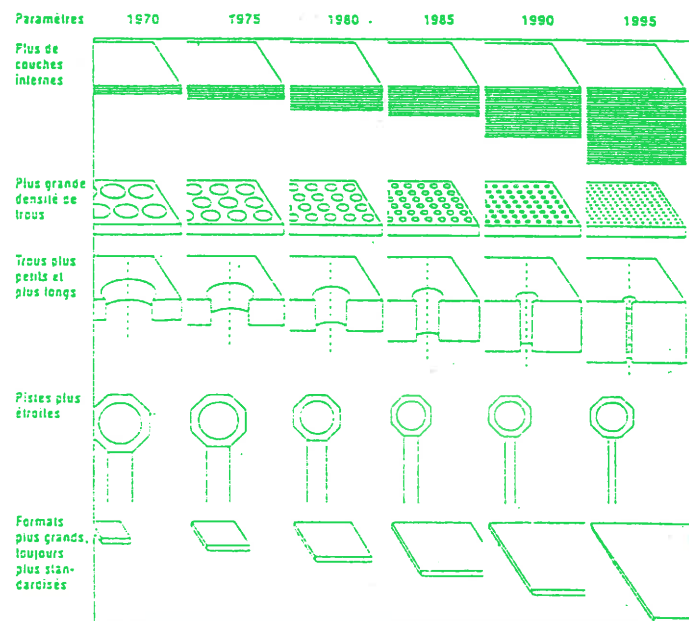 Paramètres 1970 1975 1980 1985 1990 1995
Plus de
couches
internes
Plus grande
densité de
trous
Trous plus
petits et
plus longs
Pistes plus
étroites
Formats
plus grands,
toujours
plus stan-
dardisés